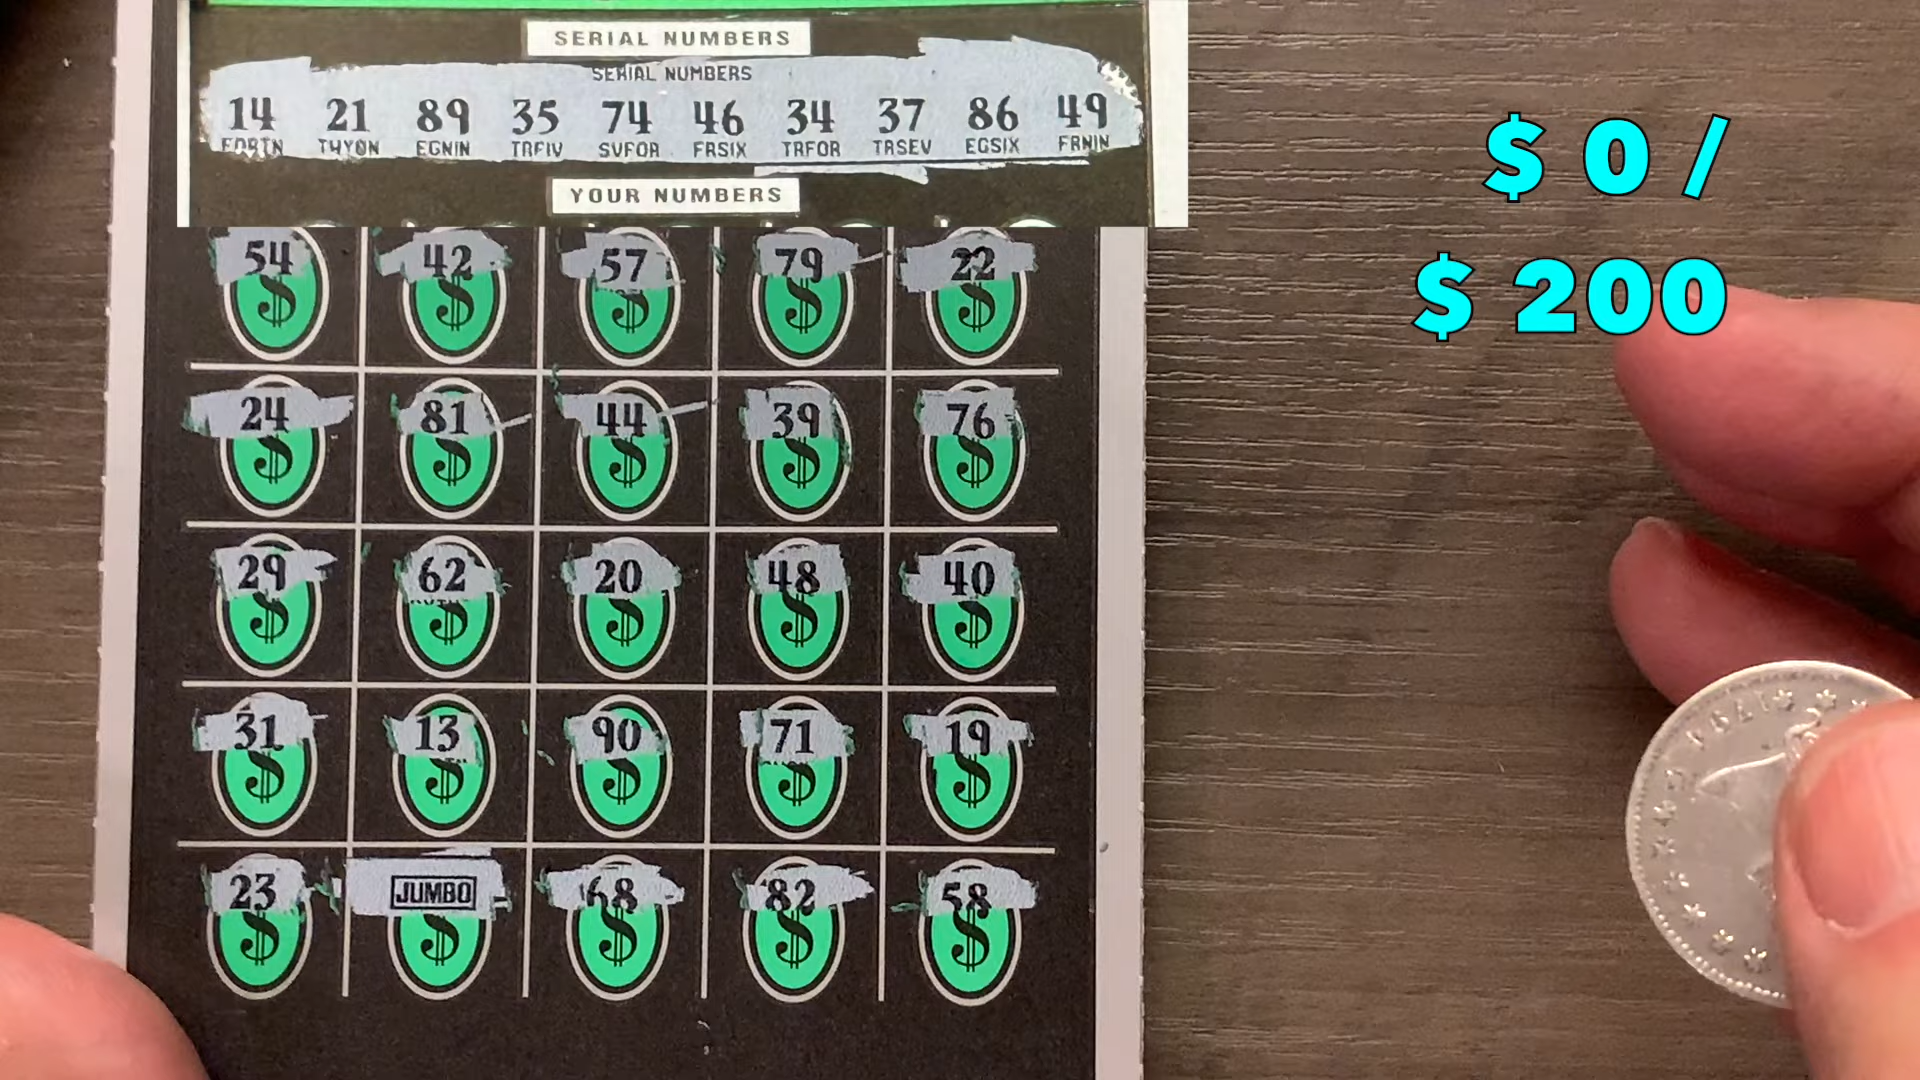 SERIAL NUMBERS
SERIAL NUMBERS
14 21 89 35 74 46 34 37 86 49
FORTN TWYON EGNIN TRFIV SVFOR FRSIX TRFOR TRSEV EGSIX FRNIN
YOUR NUMBERS
54 42 57 79 22
$ $ $ $ $
24 81 44 39 76
$ $ $ $ $
29 62 20 48 40
$ $ $ $ $
31 13 90 71 19
$ $ $ $ $
23 JUMBO 68 82 58
$ $ $ $ $
$ 0 /
$ 200
1794